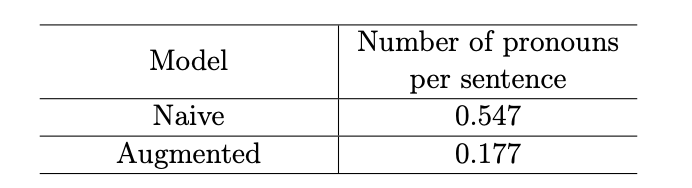 Model
Number of pronouns
per sentence
Naive 0.547
Augmented 0.177